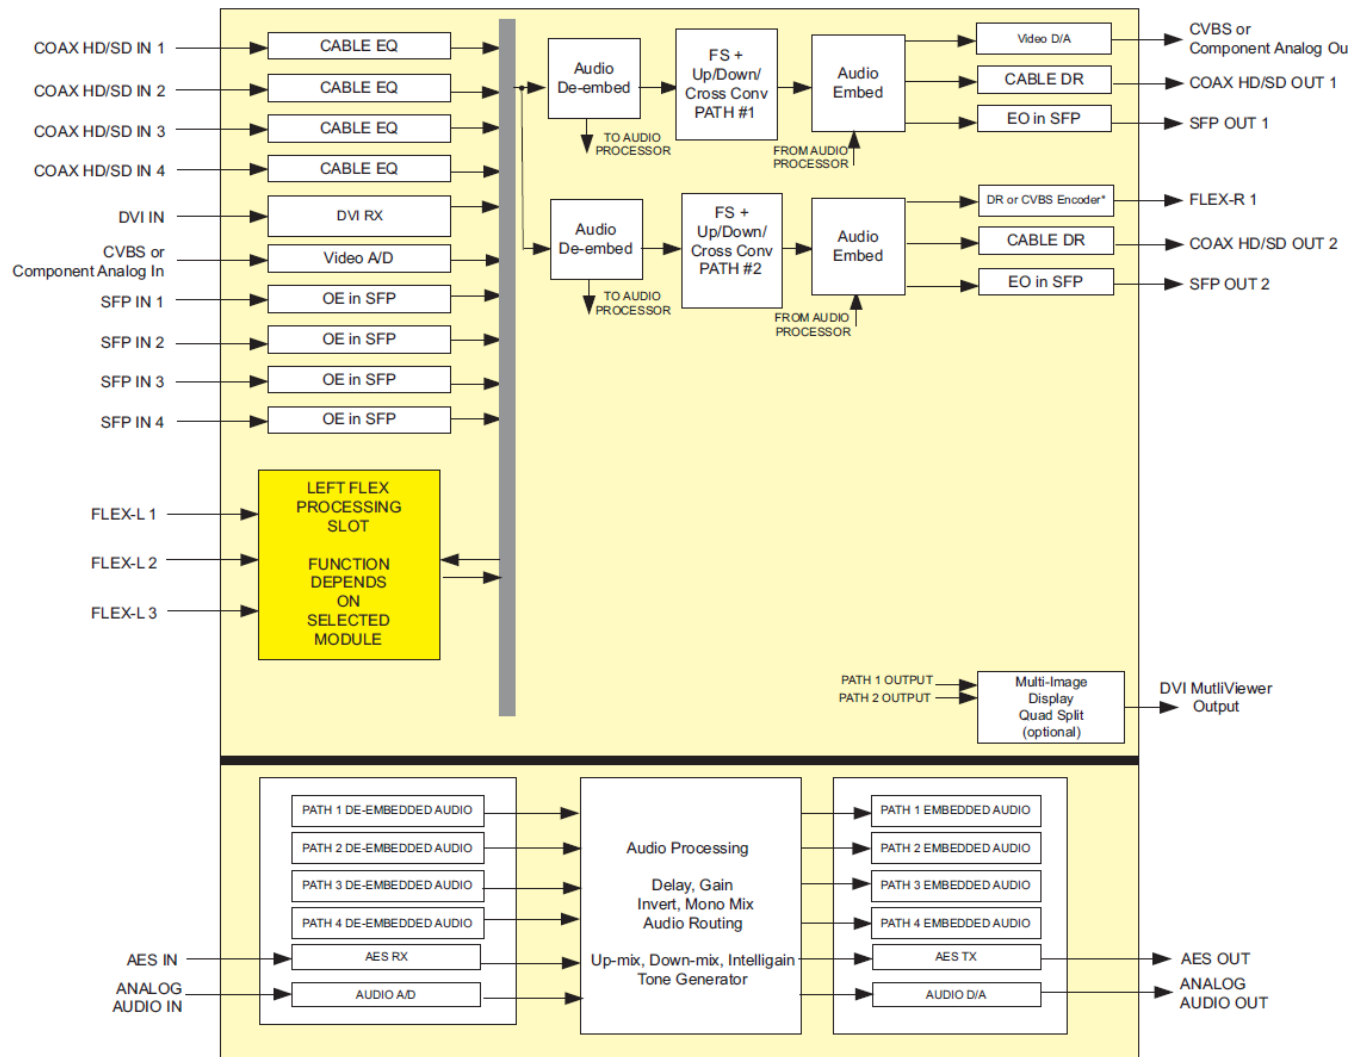 COAX HD/SD IN 1
CABLE EQ
COAX HD/SD IN 2
CABLE EQ
COAX HD/SD IN 3
CABLE EQ
COAX HD/SD IN 4
CABLE EQ
DVI IN
DVI RX
CVBS or
Component Analog In
Video A/D
SFP IN 1
OE in SFP
SFP IN 2
OE in SFP
SFP IN 3
OE in SFP
SFP IN 4
OE in SFP
FLEX-L 1
FLEX-L 2
FLEX-L 3
LEFT FLEX
PROCESSING
SLOT
FUNCTION
DEPENDS
ON
SELECTED
MODULE
Audio
De-embed
TO AUDIO
PROCESSOR
FS +
Up/Down/
Cross Conv
PATH #1
Audio
Embed
FROM AUDIO
PROCESSOR
Video D/A
CVBS or
Component Analog Ou
CABLE DR
COAX HD/SD OUT 1
EO in SFP
SFP OUT 1
Audio
De-embed
TO AUDIO
PROCESSOR
FS +
Up/Down/
Cross Conv
PATH #2
Audio
Embed
FROM AUDIO
PROCESSOR
DR or CVBS Encoder*
FLEX-R 1
CABLE DR
COAX HD/SD OUT 2
EO in SFP
SFP OUT 2
PATH 1 OUTPUT
PATH 2 OUTPUT
Multi-Image
Display
Quad Split
(optional)
DVI MutliViewer
Output
PATH 1 DE-EMBEDDED AUDIO
PATH 2 DE-EMBEDDED AUDIO
PATH 3 DE-EMBEDDED AUDIO
PATH 4 DE-EMBEDDED AUDIO
AES IN
AES RX
ANALOG
AUDIO IN
AUDIO A/D
Audio Processing
Delay, Gain
Invert, Mono Mix
Audio Routing
Up-mix, Down-mix, Intelligain
Tone Generator
PATH 1 EMBEDDED AUDIO
PATH 2 EMBEDDED AUDIO
PATH 3 EMBEDDED AUDIO
PATH 4 EMBEDDED AUDIO
AES TX
AES OUT
AUDIO D/A
ANALOG
AUDIO OUT